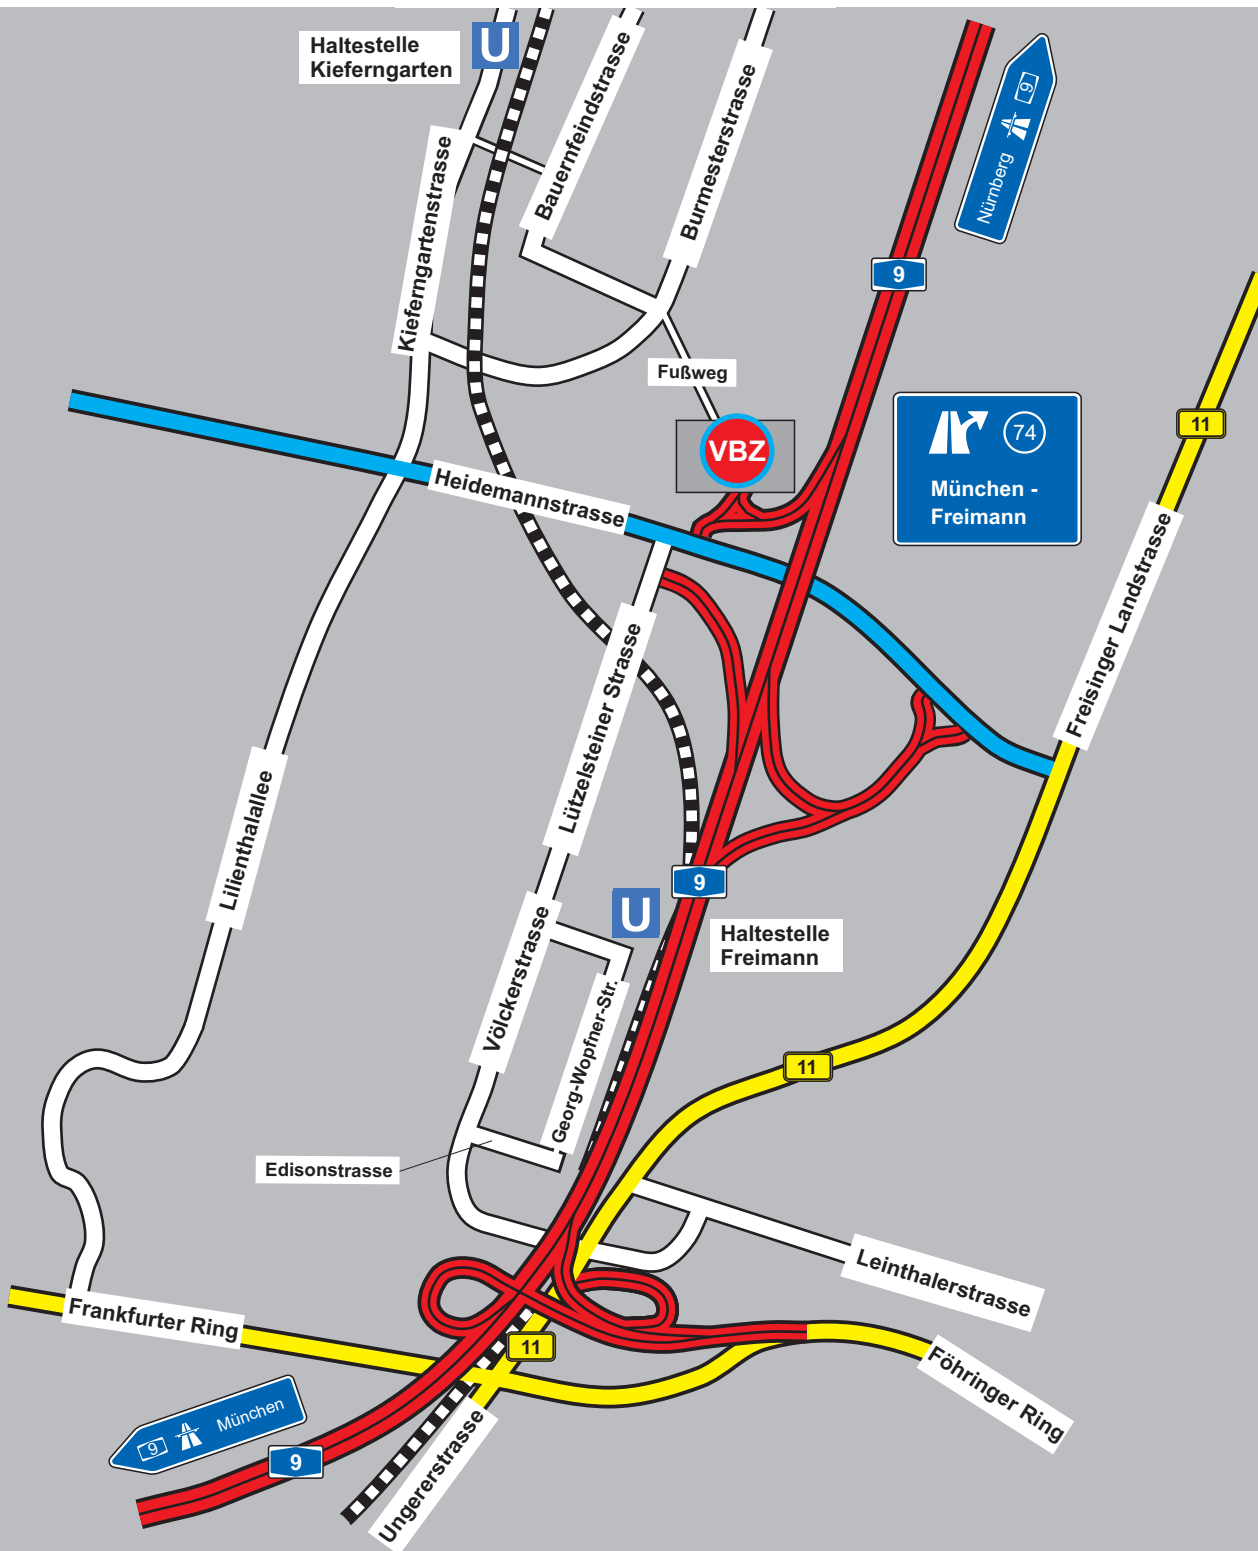 Haltestelle
Kieferngarten
U
Bauernfeindstrasse
Burmesterstrasse
Nürnberg 9
Kieferngartenstrasse
9
Fußweg
VBZ
74
München -
Freimann
11
Heidemannstrasse
Freisinger Landstrasse
Lützelsteiner Strasse
Lilienthalallee
9
U
Haltestelle
Freimann
Völckerstrasse
Georg-Wopfner-Str.
11
Edisonstrasse
Leinthalerstrasse
Frankfurter Ring
11
Föhringer Ring
9 München
9
Ungererstrasse